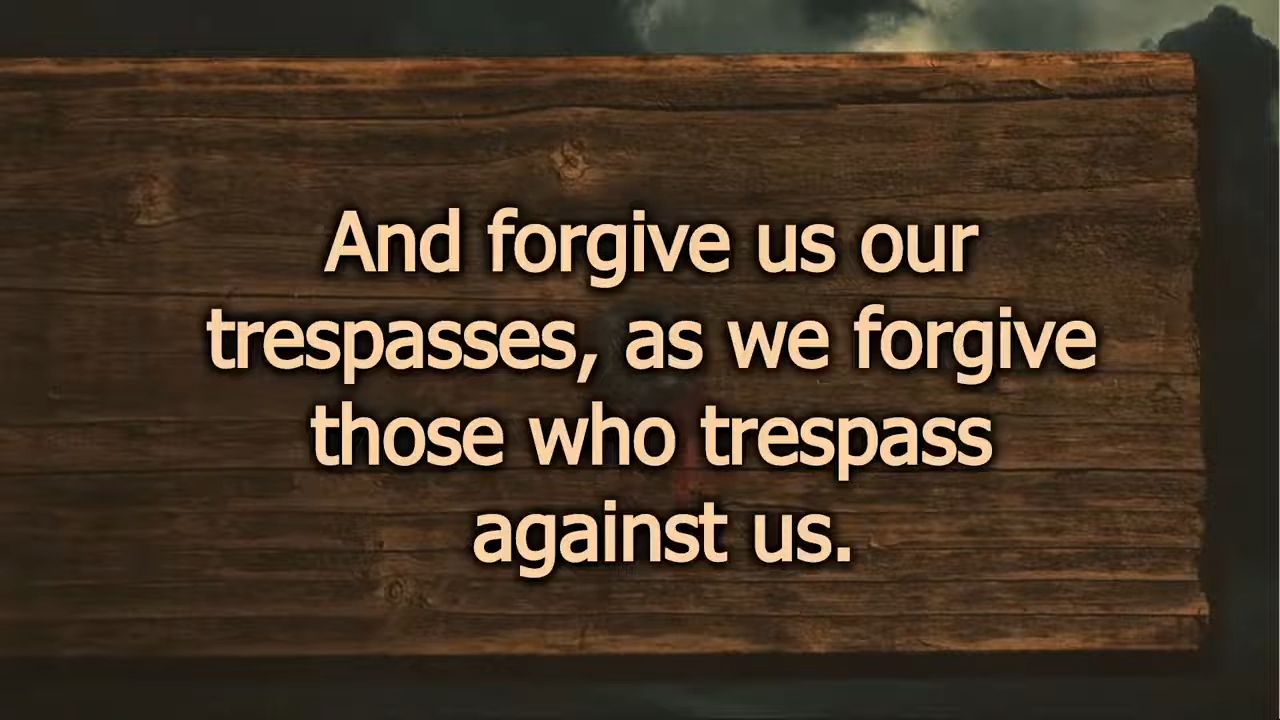 And forgive us our
trespasses, as we forgive
those who trespass
against us.